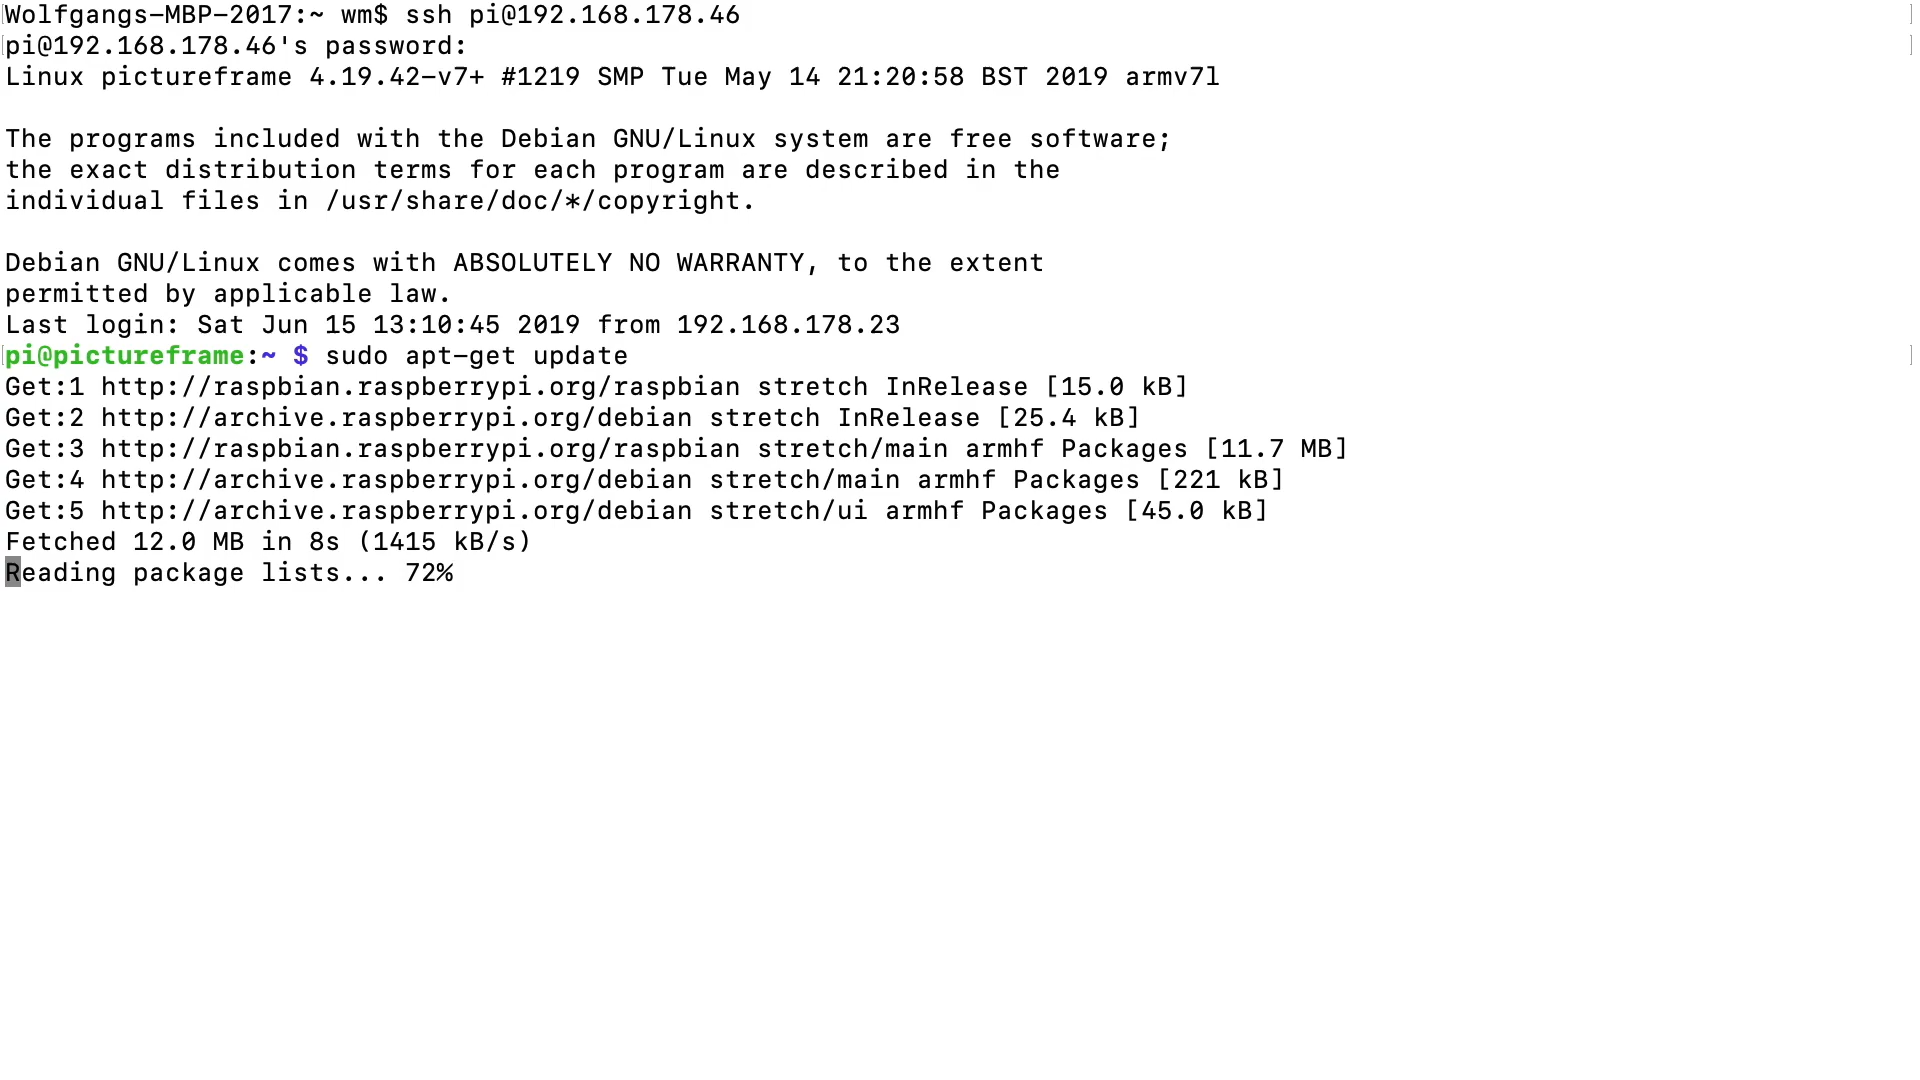 Wolfgangs-MBP-2017:~ wm$ ssh pi@192.168.178.46
pi@192.168.178.46's password:
Linux pictureframe 4.19.42-v7+ #1219 SMP Tue May 14 21:20:58 BST 2019 armv7l
The programs included with the Debian GNU/Linux system are free software;
the exact distribution terms for each program are described in the
individual files in /usr/share/doc/*/copyright.
Debian GNU/Linux comes with ABSOLUTELY NO WARRANTY, to the extent
permitted by applicable law.
Last login: Sat Jun 15 13:10:45 2019 from 192.168.178.23
pi@pictureframe:~ $ sudo apt-get update
Get:1 http://raspbian.raspberrypi.org/raspbian stretch InRelease [15.0 kB]
Get:2 http://archive.raspberrypi.org/debian stretch InRelease [25.4 kB]
Get:3 http://raspbian.raspberrypi.org/raspbian stretch/main armhf Packages [11.7 MB]
Get:4 http://archive.raspberrypi.org/debian stretch/main armhf Packages [221 kB]
Get:5 http://archive.raspberrypi.org/debian stretch/ui armhf Packages [45.0 kB]
Fetched 12.0 MB in 8s (1415 kB/s)
Reading package lists... 72%